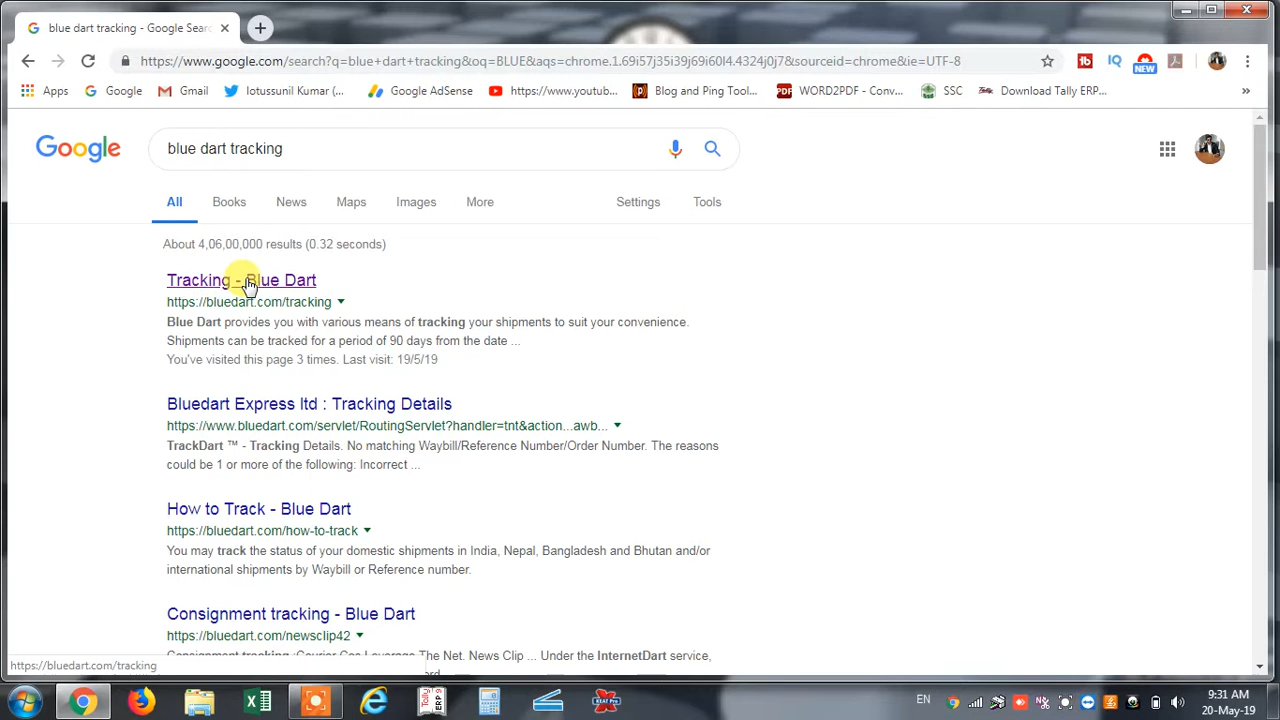 blue dart tracking - Google Sear
https://www.google.com/search?q=blue+dart+tracking&oq=BLUE&aqs=chrome.1.69i57j35i39j69i60l4.4324j0j7&sourceid=chrome&ie=UTF-8
NEW
Apps
Google
Gmail
lotussunil Kumar (...
Google AdSense
https://www.youtub...
Blog and Ping Tool...
WORD2PDF - Conv...
SSC
Download Tally ERP...
»
Google
blue dart tracking
All
Books
News
Maps
Images
More
Settings
Tools
About 4,06,00,000 results (0.32 seconds)
Tracking - Blue Dart
https://bluedart.com/tracking
Blue Dart provides you with various means of tracking your shipments to suit your convenience.
Shipments can be tracked for a period of 90 days from the date ...
You've visited this page 3 times. Last visit: 19/5/19
Bluedart Express ltd : Tracking Details
https://www.bluedart.com/servlet/RoutingServlet?handler=tnt&action...awb...
TrackDart ™ - Tracking Details. No matching Waybill/Reference Number/Order Number. The reasons
could be 1 or more of the following: Incorrect ...
How to Track - Blue Dart
https://bluedart.com/how-to-track
You may track the status of your domestic shipments in India, Nepal, Bangladesh and Bhutan and/or
international shipments by Waybill or Reference number.
Consignment tracking - Blue Dart
https://bluedart.com/newsclip42
Consignment tracking :Courier Cos Leverage The Net. News Clip ... Under the InternetDart service,
https://bluedart.com/tracking
EN
9:31 AM
20-May-19